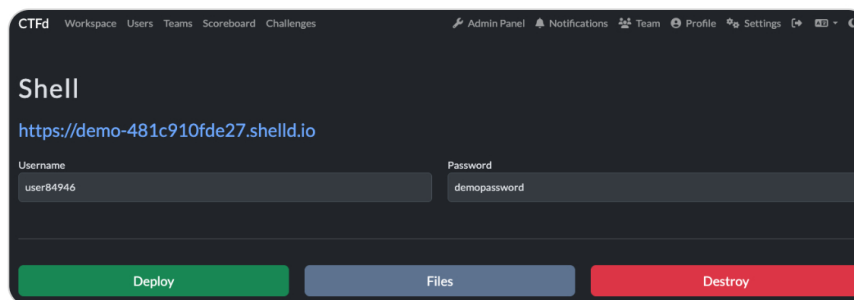 CTFd Workspace Users Teams Scoreboard Challenges Admin Panel Notifications Team Profile Settings
Shell
https://demo-481c910fde27.shelld.io
Username Password
user84946 demopassword
Deploy Files Destroy